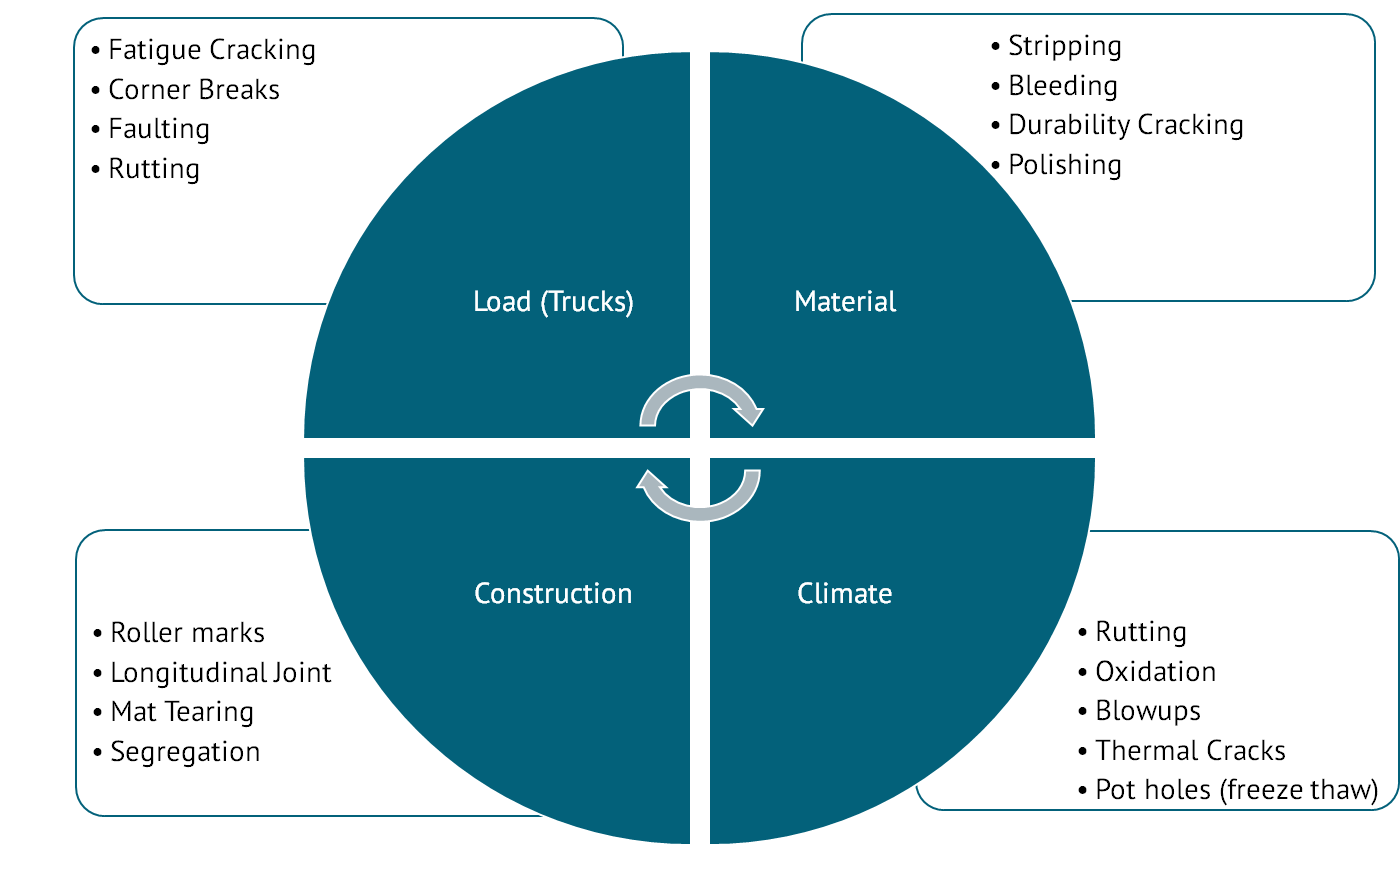 • Fatigue Cracking
• Corner Breaks
• Faulting
• Rutting
• Stripping
• Bleeding
• Durability Cracking
• Polishing
Load (Trucks)
Material
Construction
Climate
• Roller marks
• Longitudinal Joint
• Mat Tearing
• Segregation
• Rutting
• Oxidation
• Blowups
• Thermal Cracks
• Pot holes (freeze thaw)